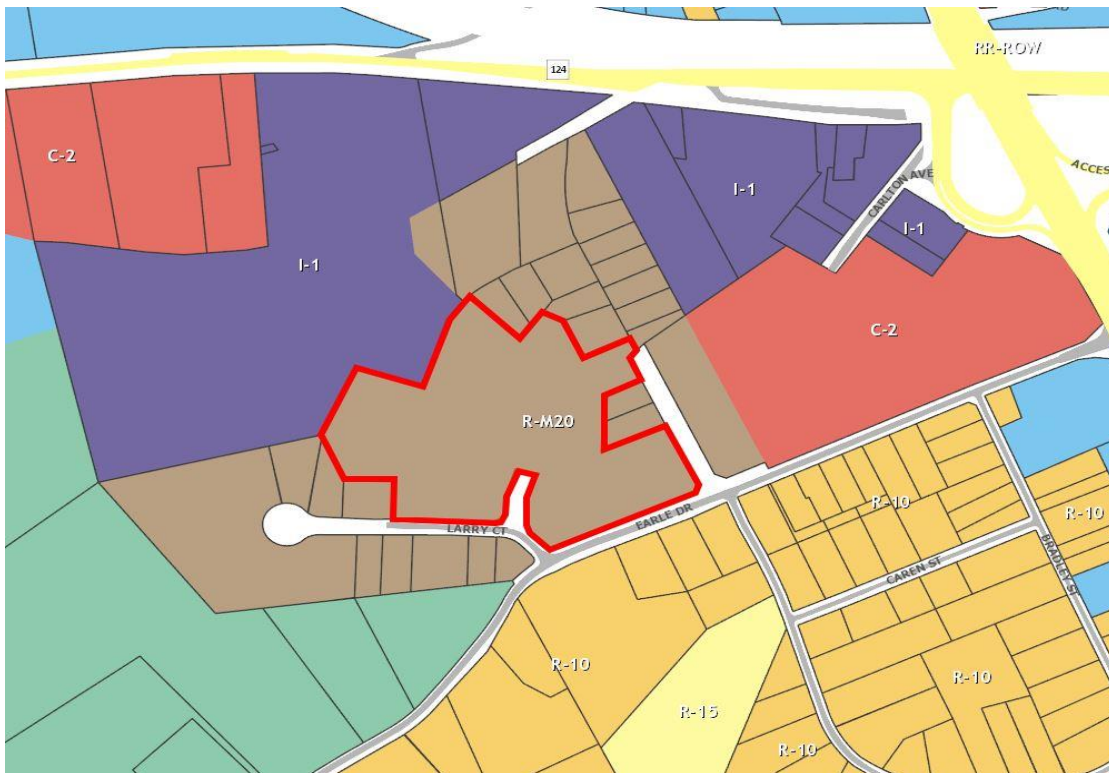 RR-ROW
124
C-2
ACCES
I-1
CARLTON AVE
I-1
I-1
C-2
R-M20
EARLE DR
LARRY CT
R-10
R-10
BRADLEY ST
CAREN ST
R-10
R-10
R-15
R-10